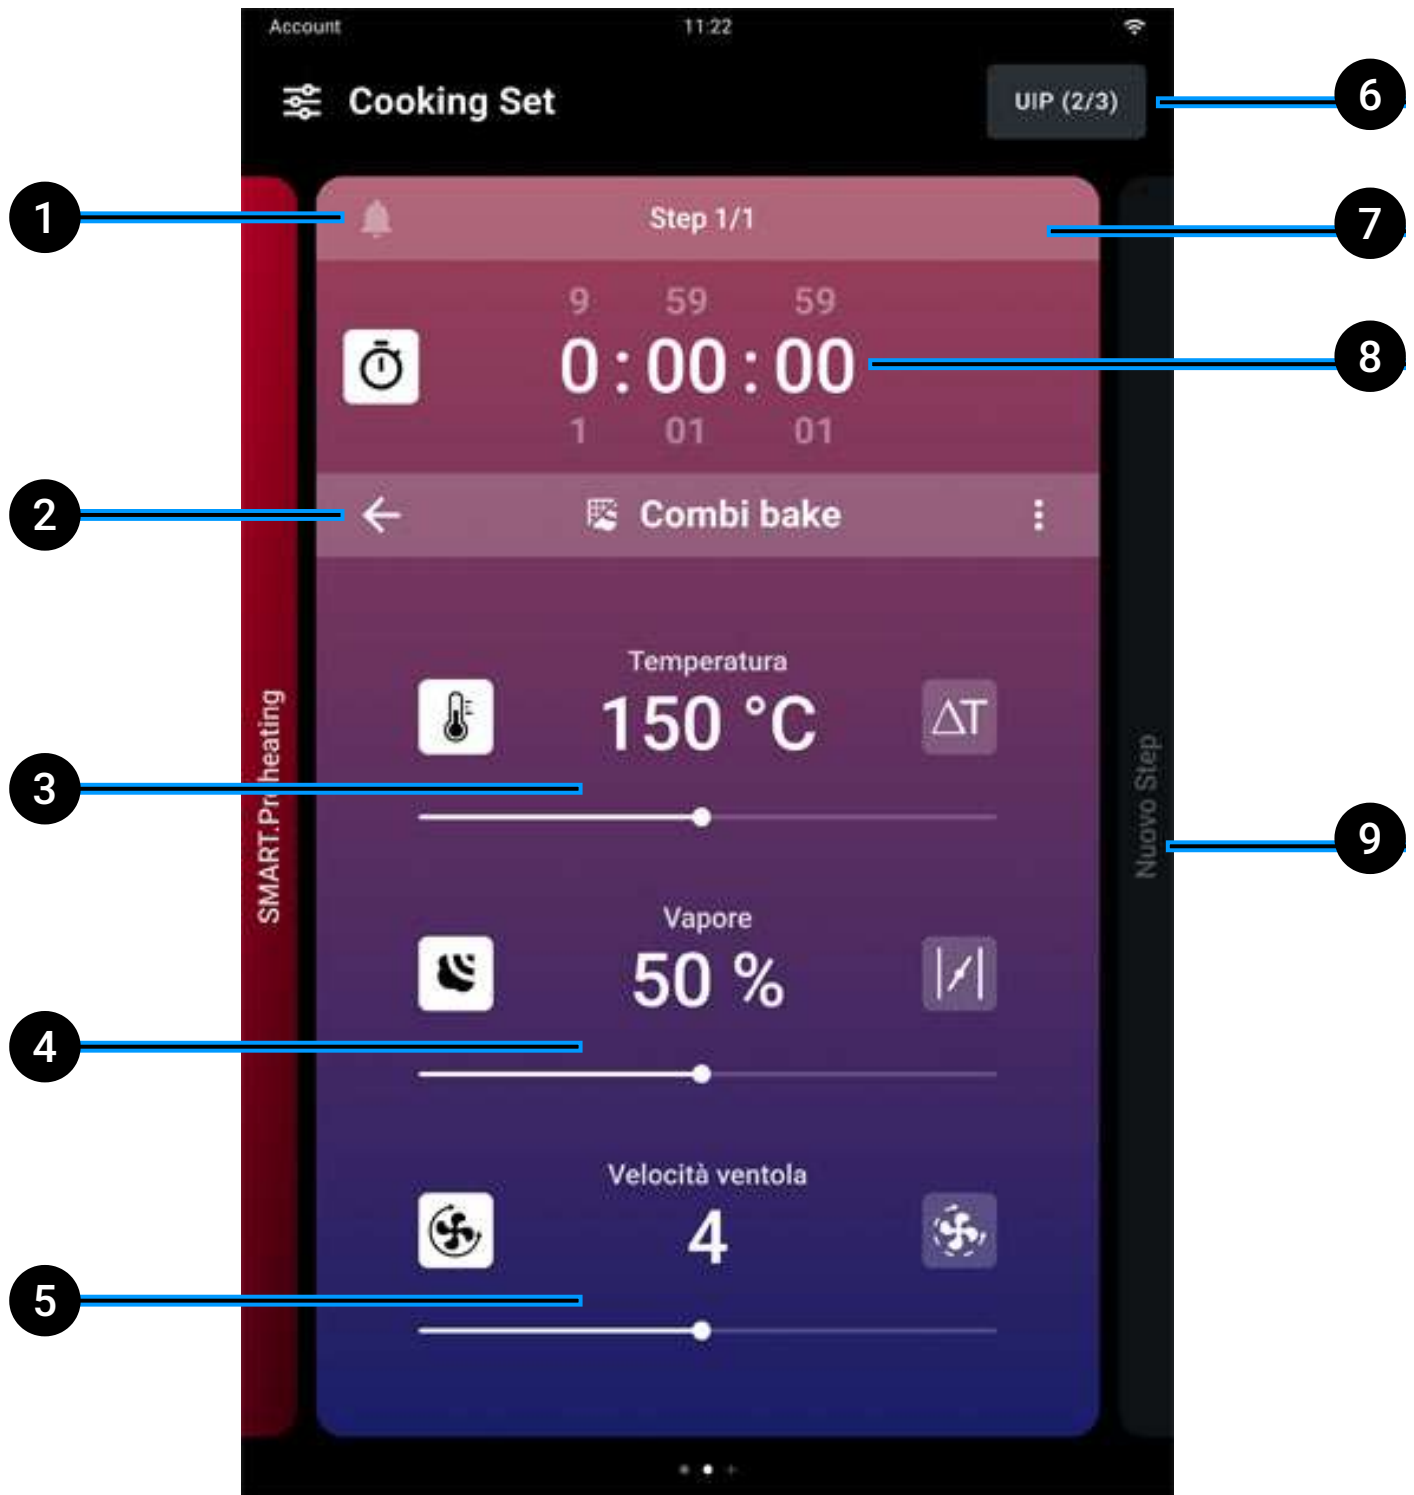 Account 11:22
Cooking Set UIP (2/3)
6
1
Step 1/1
7
9 59 59
0 : 00 : 00
8
1 01 01
2
Combi bake
Temperatura
150 °C
ΔT
3
SMART.Preheating
Nuovo Step
9
Vapore
50 %
4
Velocità ventola
4
5